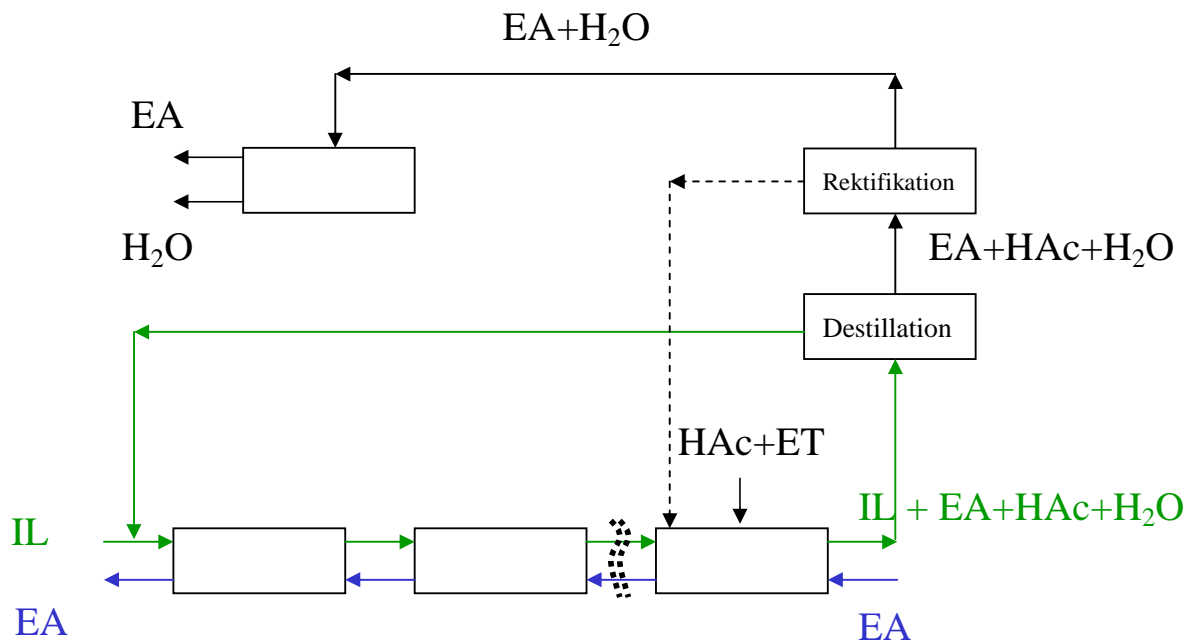 EA+H₂O
EA
H₂O
Rektifikation
EA+HAc+H₂O
Destillation
HAc+ET
IL
IL + EA+HAc+H₂O
EA
EA